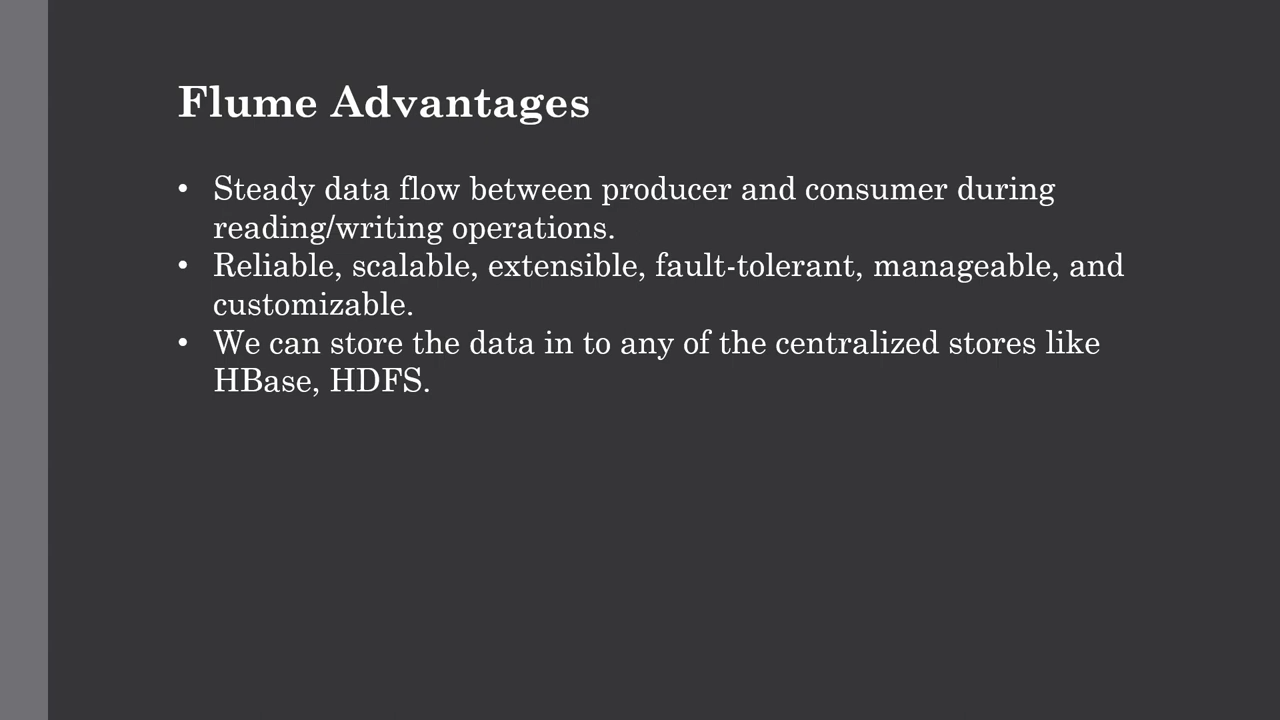 Flume Advantages
• Steady data flow between producer and consumer during
reading/writing operations.
• Reliable, scalable, extensible, fault-tolerant, manageable, and
customizable.
• We can store the data in to any of the centralized stores like
HBase, HDFS.